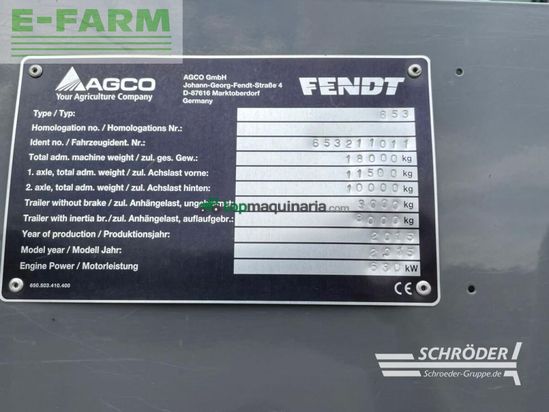 E-FARM
AGCO
Your Agriculture Company
AGCO GmbH
Johann-Georg-Fendt-Straße 4
D-87616 Marktoberdorf
Germany
FENDT
Type / Typ: 853
Homologation no. / Homologations Nr.:
Ident no. / Fahrzeugident. Nr.: 653211011
Total adm. machine weight / zul. ges. Gew.: 18000 kg
1. axle, total adm. weight / zul. Achslast vorne: 11500 kg
2. axle, total adm. weight / zul. Achslast hinten: 10000 kg
Trailer without brake / zul. Anhängelast, kg
topmaquinaria.com
Trailer with inertia br./ zul. Anhängelast, auflaufgebr.: 8000 kg
Year of production / Produktionsjahr: 2015
Model year / Modell Jahr: 2015
Engine Power / Motorleistung kW
650.503.410.400
CE
SCHRÖDER
Schroeder-Gruppe.de